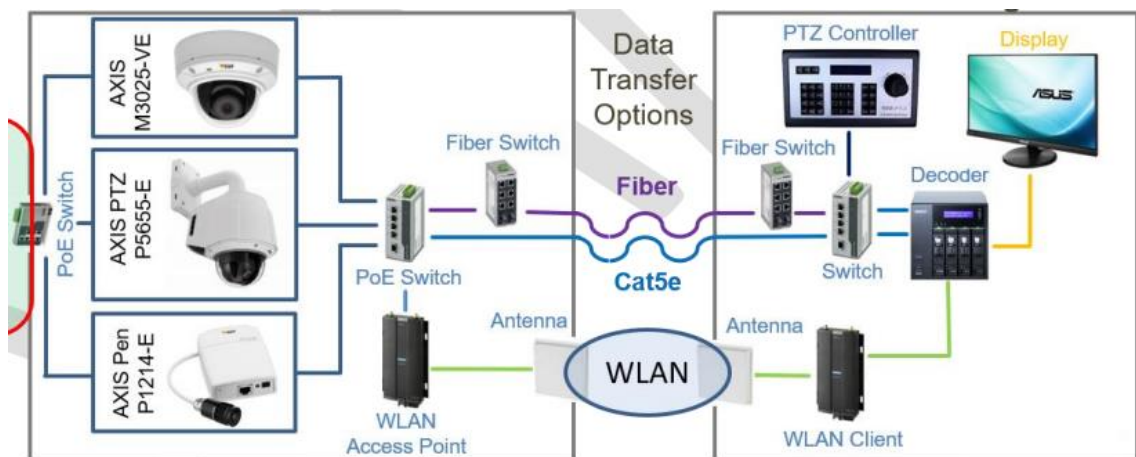 AXIS
M3025-VE
AXIS PTZ
P5655-E
AXIS Pen
P1214-E
PoE Switch
Fiber Switch
PoE Switch
Antenna
WLAN
Access Point
Data
Transfer
Options
Fiber
Cat5e
WLAN
PTZ Controller
Display
ASUS
Fiber Switch
Decoder
Switch
Antenna
WLAN Client